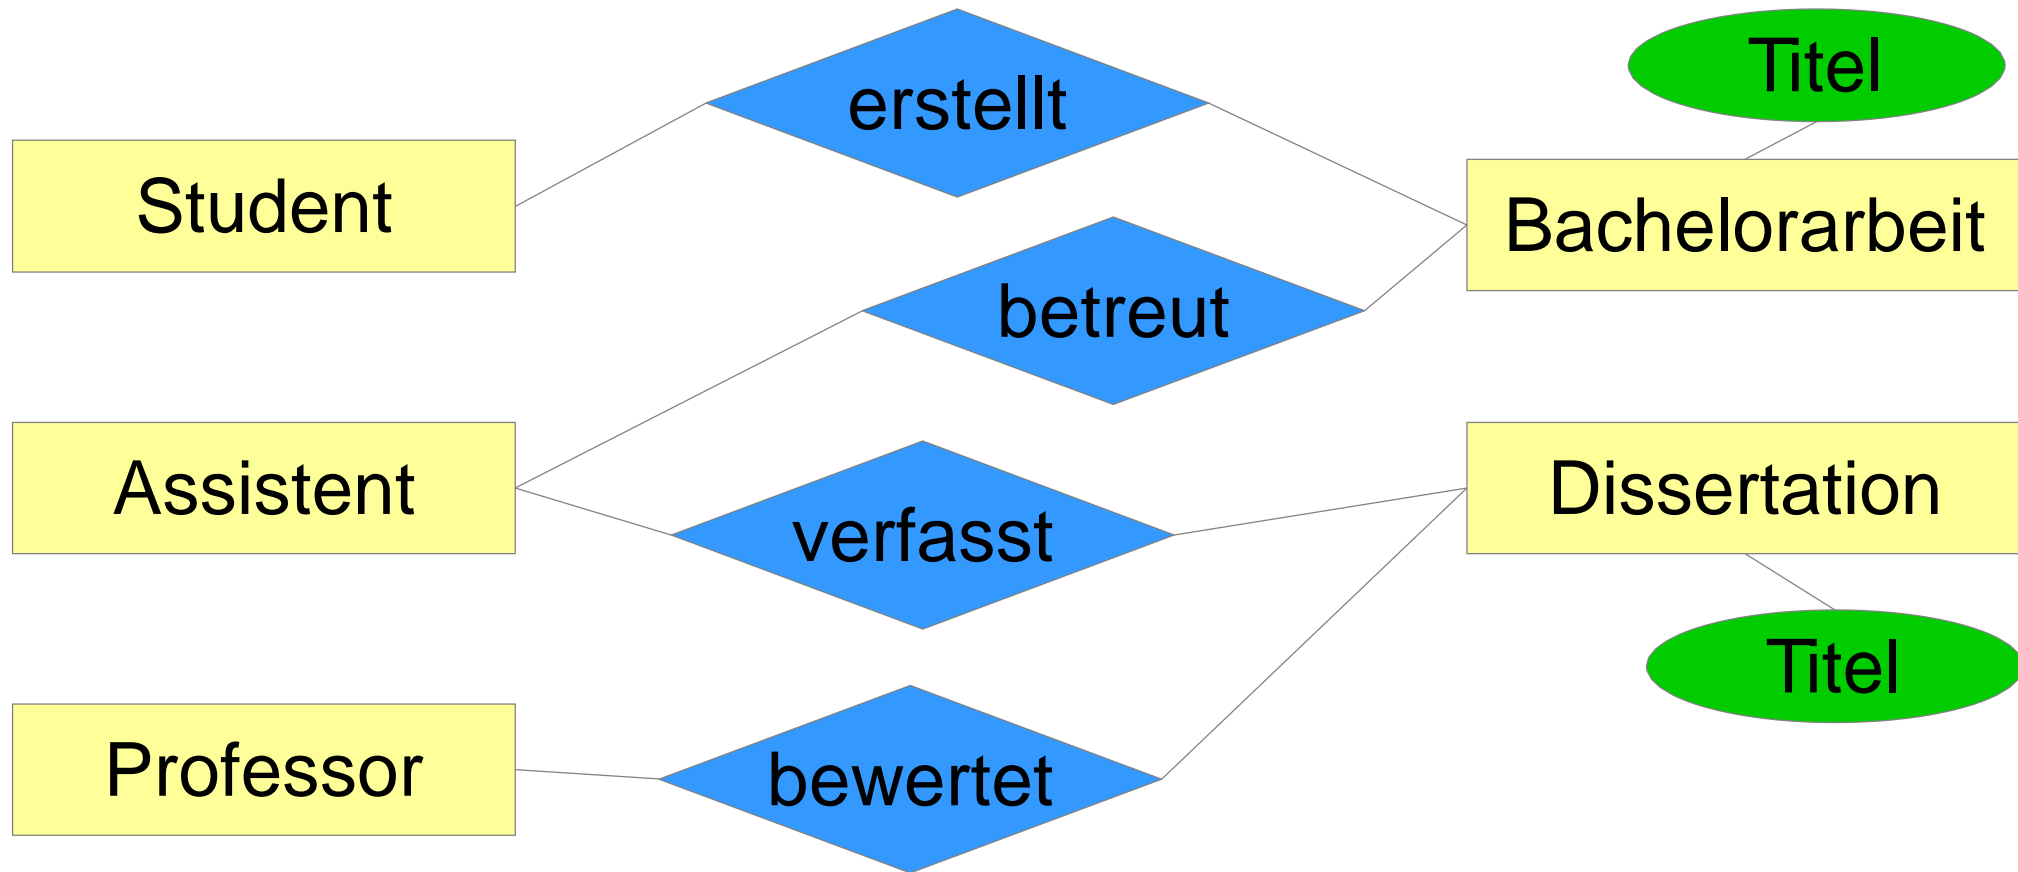 Titel
erstellt
Student
Bachelorarbeit
betreut
Assistent
Dissertation
verfasst
Titel
Professor
bewertet